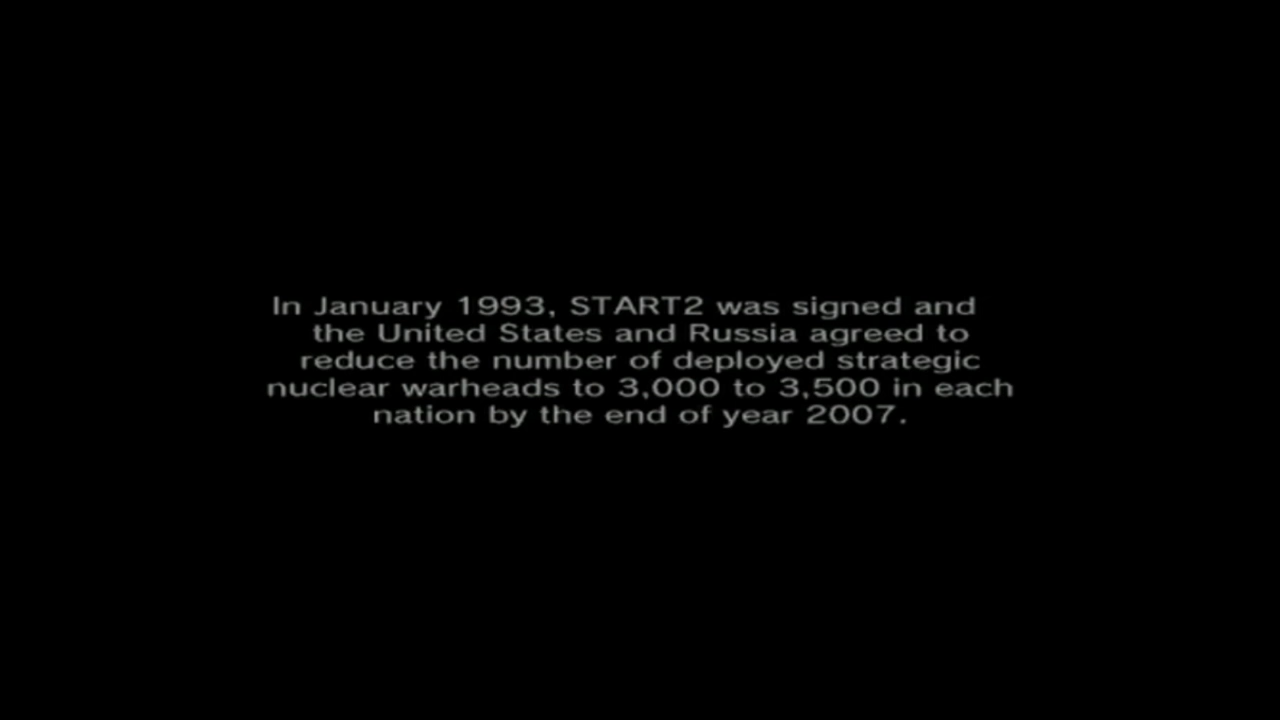 In January 1993, START2 was signed and
the United States and Russia agreed to
reduce the number of deployed strategic
nuclear warheads to 3,000 to 3,500 in each
nation by the end of year 2007.